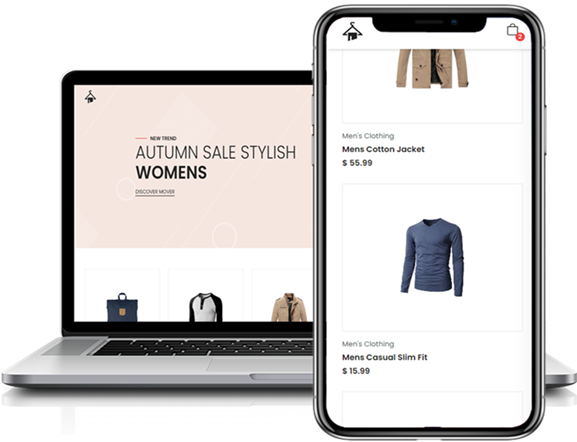 NEW TREND
AUTUMN SALE STYLISH
WOMENS
DISCOVER MOVER
2
Men's Clothing
Mens Cotton Jacket
$ 55.99
Men's Clothing
Mens Casual Slim Fit
$ 15.99